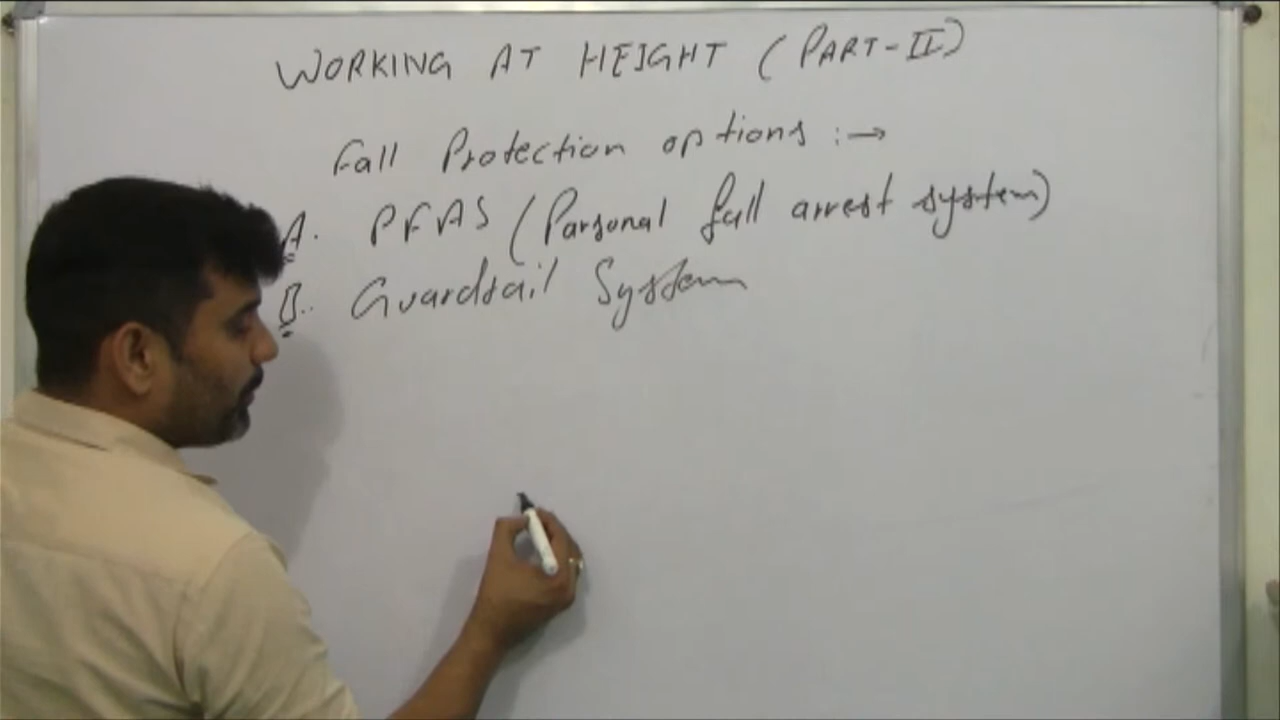 WORKING AT HEIGHT (PART-II)
Fall Protection options :→
A. PFAS (Parsonal fall arrest system)
B. Guardrail System